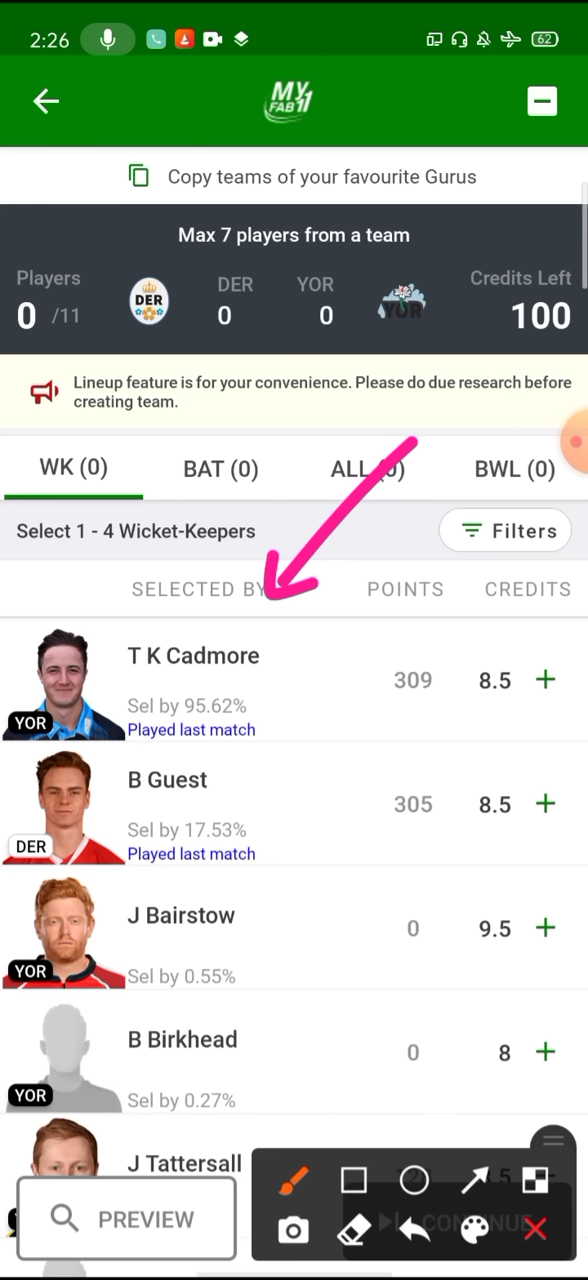 2:26
62
MY
FAB11
Copy teams of your favourite Gurus
Max 7 players from a team
Players
DER
YOR
Credits Left
DER
0 /11
0
0
YOR
100
Lineup feature is for your convenience. Please do due research before
creating team.
WK (0)
BAT (0)
ALL (0)
BWL (0)
Select 1 - 4 Wicket-Keepers
Filters
SELECTED BY
POINTS
CREDITS
T K Cadmore
309
8.5
Sel by 95.62%
YOR
Played last match
B Guest
305
8.5
Sel by 17.53%
DER
Played last match
J Bairstow
0
9.5
YOR
Sel by 0.55%
B Birkhead
0
8
YOR
Sel by 0.27%
J Tattersall
PREVIEW
CONTINUE